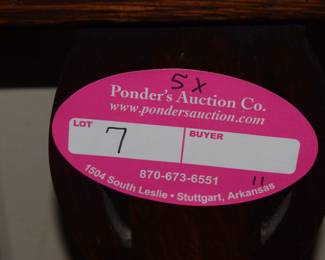 5x
Ponder's Auction Co.
www.pondersauction.com
LOT 7 BUYER
870-673-6551
11
1504 South Leslie • Stuttgart, Arkansas